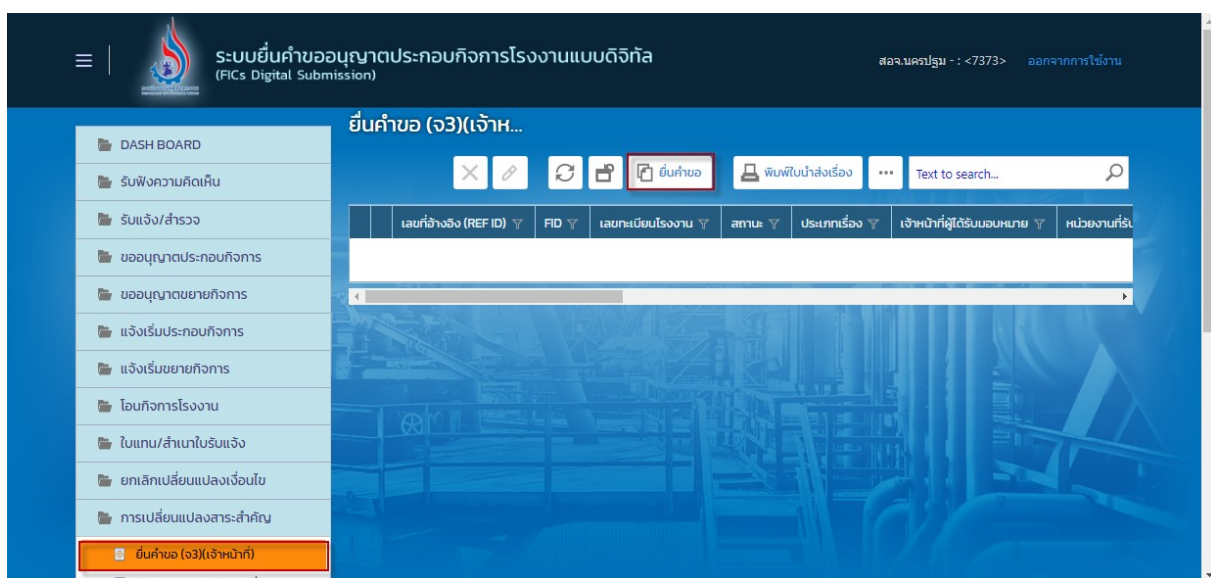 ระบบยื่นคำขออนุญาตประกอบกิจการโรงงานแบบดิจิทัล
(FICs Digital Submission)
สอจ.นครปฐม - : <7373> ออกจากการใช้งาน
ยื่นคำขอ (จ3)(เจ้าห...
ยื่นคำขอ พิมพ์ใบนำส่งเรื่อง ... Text to search...
เลขที่อ้างอิง (REF ID) FID เลขทะเบียนโรงงาน สถานะ ประเภทเรื่อง เจ้าหน้าที่ผู้ได้รับมอบหมาย หน่วยงานที่รับ
DASH BOARD
รับฟังความคิดเห็น
รับแจ้ง/สำรวจ
ขออนุญาตประกอบกิจการ
ขออนุญาตขยายกิจการ
แจ้งเริ่มประกอบกิจการ
แจ้งเริ่มขยายกิจการ
โอนกิจการโรงงาน
ใบแทน/สำเนาใบรับแจ้ง
ยกเลิกเปลี่ยนแปลงเงื่อนไข
การเปลี่ยนแปลงสาระสำคัญ
ยื่นคำขอ (จ3)(เจ้าหน้าที่)